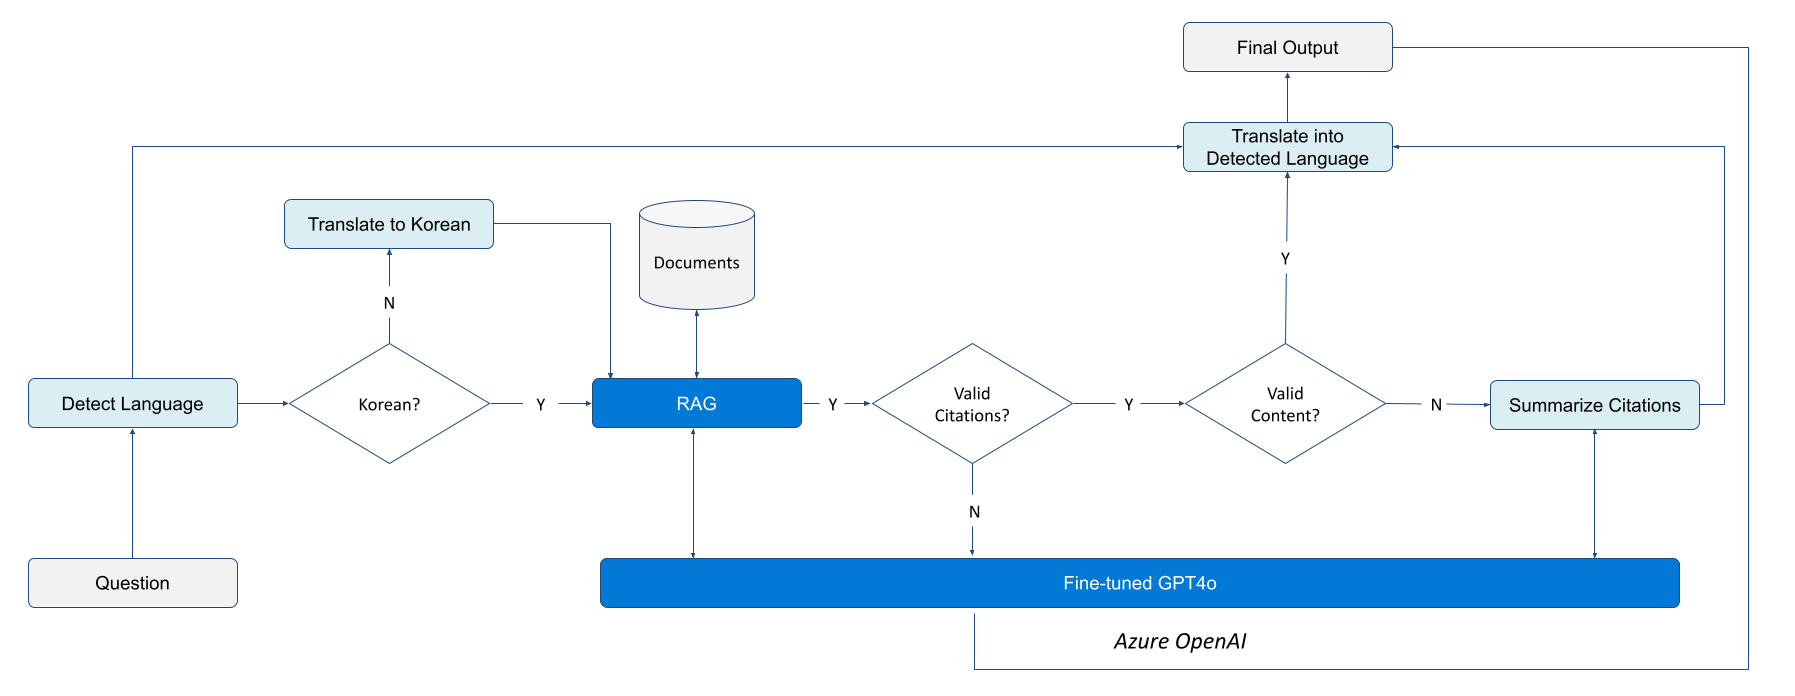 Final Output
Translate into
Detected Language
Translate to Korean
Documents
N
Y
Detect Language
Korean?
Y
RAG
Y
Valid
Citations?
Y
Valid
Content?
N
Summarize Citations
N
Question
Fine-tuned GPT4o
Azure OpenAI